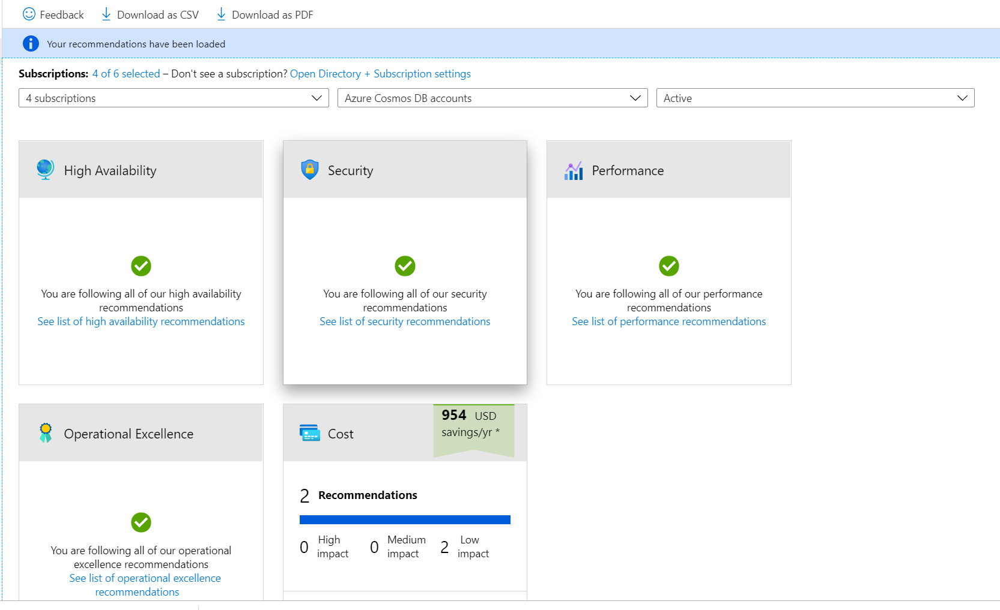 Feedback Download as CSV Download as PDF
Your recommendations have been loaded
Subscriptions: 4 of 6 selected – Don't see a subscription? Open Directory + Subscription settings
4 subscriptions Azure Cosmos DB accounts Active
High Availability
You are following all of our high availability
recommendations
See list of high availability recommendations
Security
You are following all of our security
recommendations
See list of security recommendations
Performance
You are following all of our performance
recommendations
See list of performance recommendations
Operational Excellence
You are following all of our operational
excellence recommendations
See list of operational excellence
recommendations
Cost
954 USD
savings/yr *
2 Recommendations
0 High
impact
0 Medium
impact
2 Low
impact